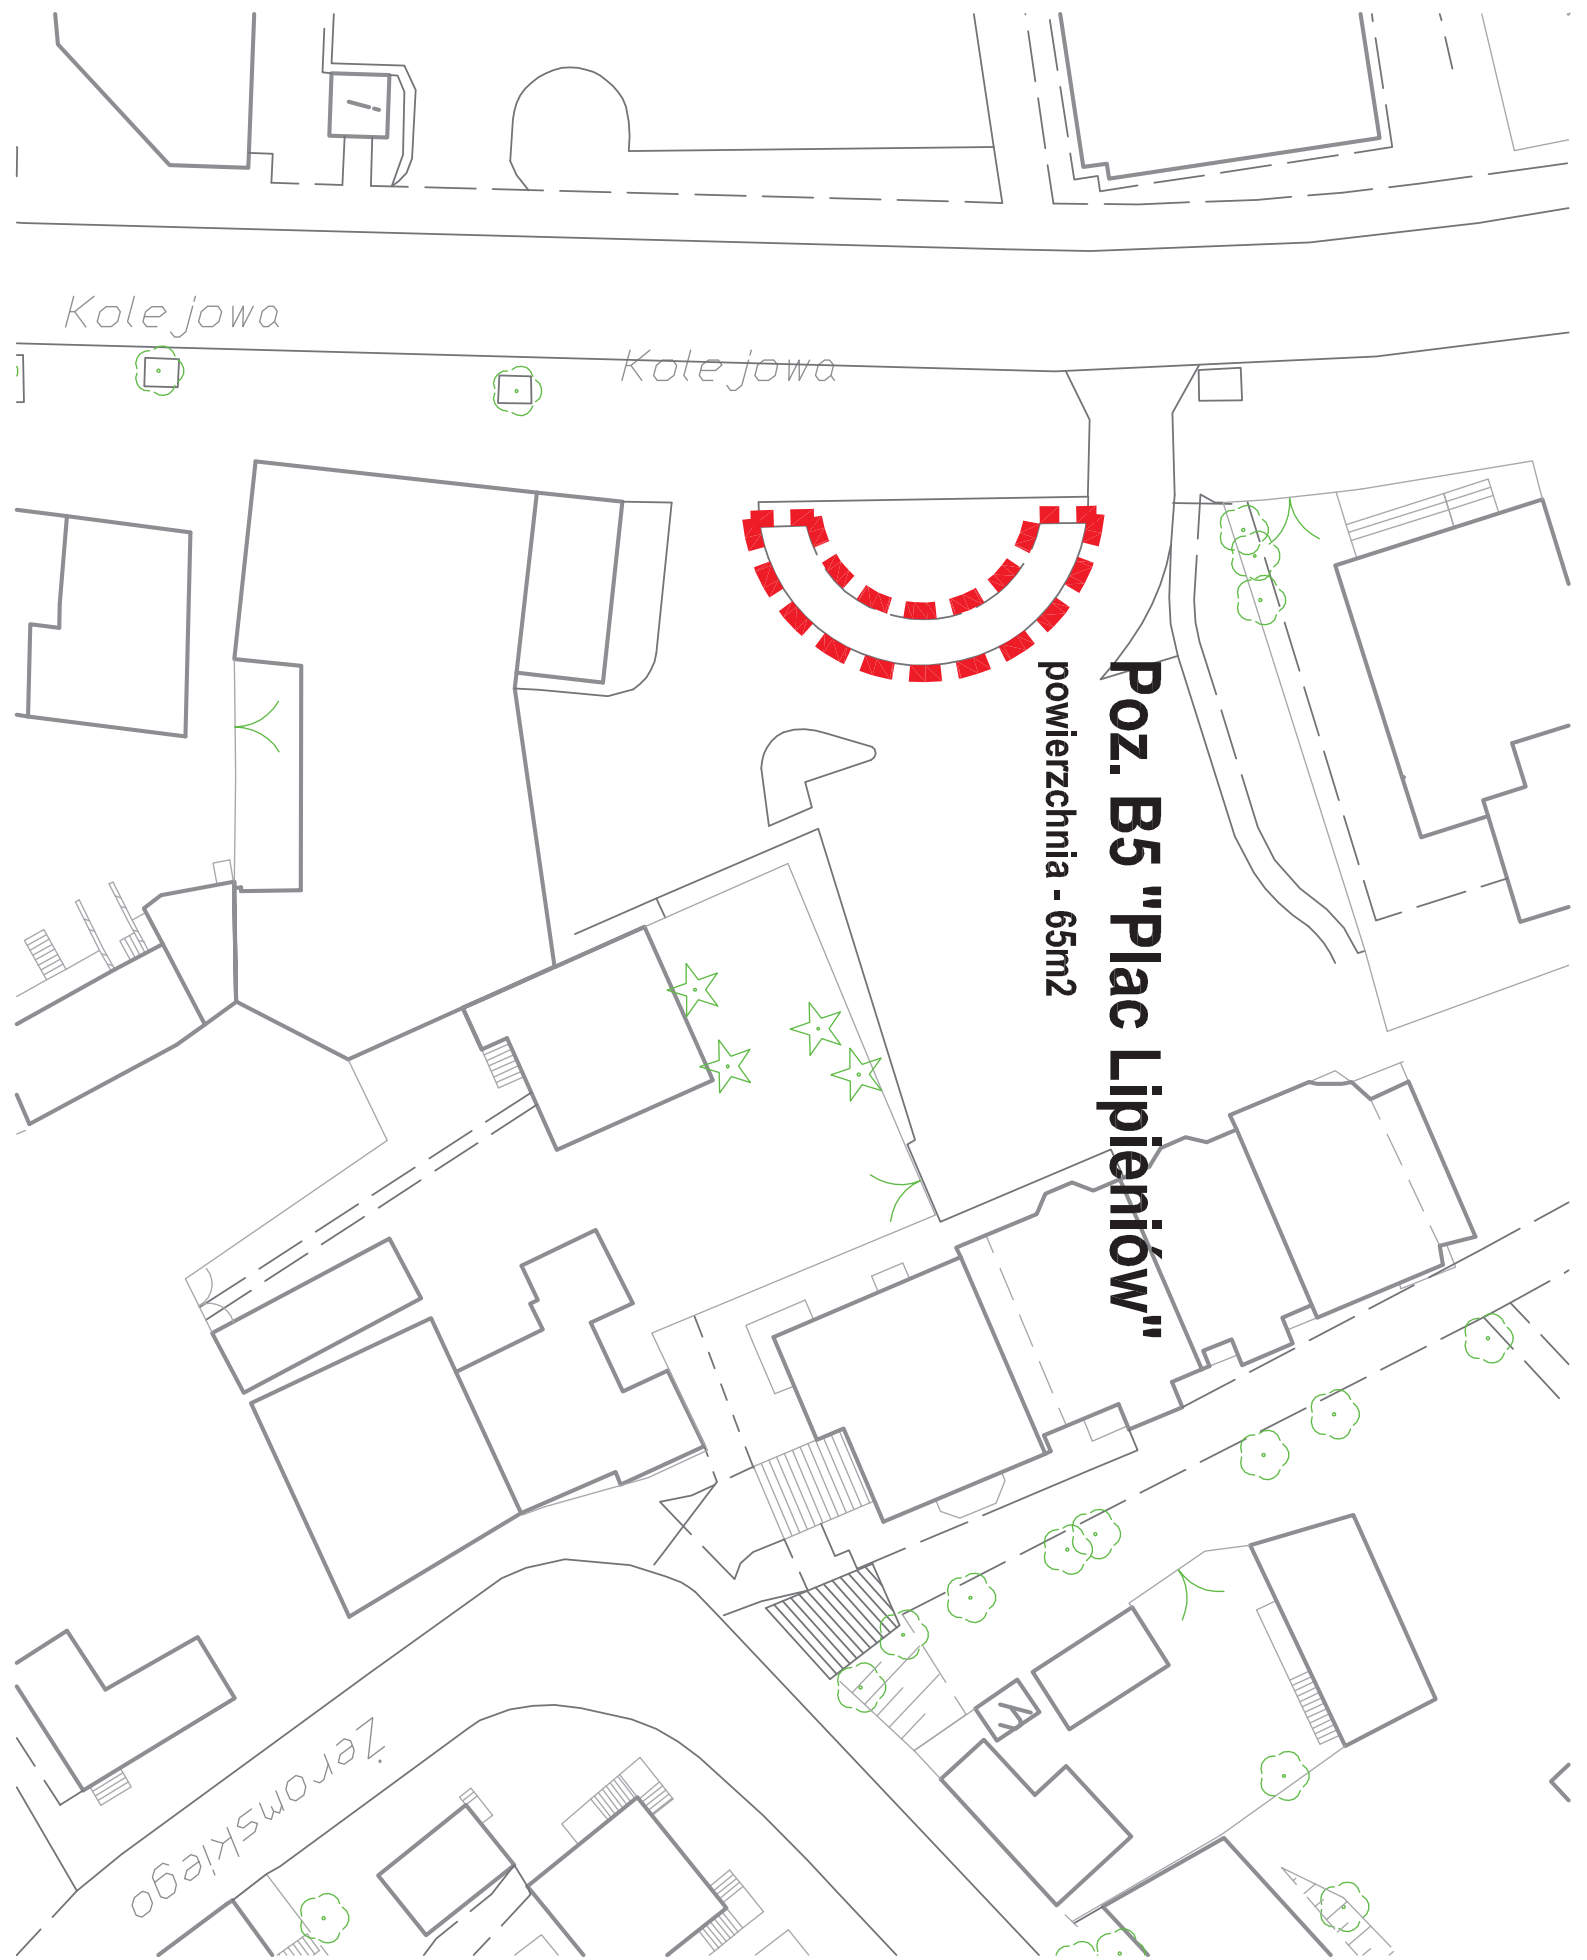 Kolejowa
Kolejowa
Poz. B5 "Plac Lipieniów"
powierzchnia - 65m2
Żeromskiego